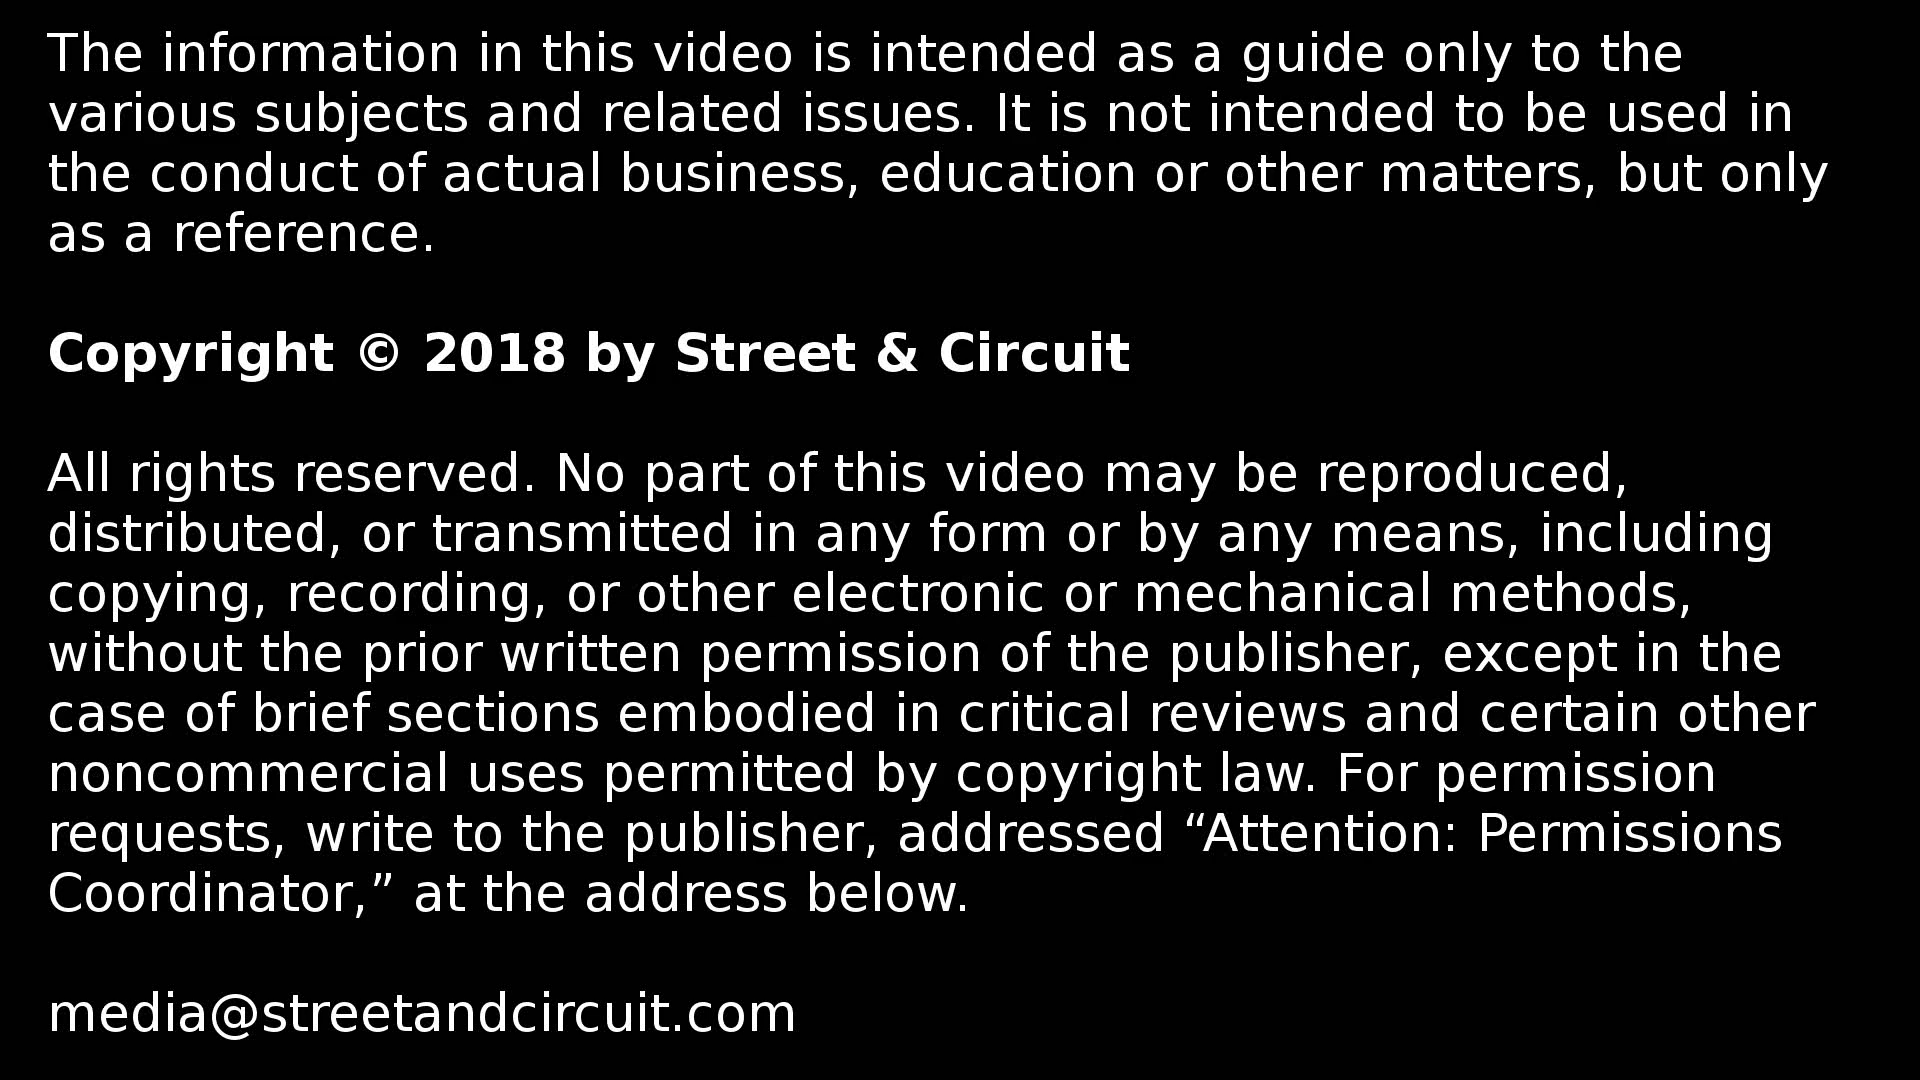 The information in this video is intended as a guide only to the
various subjects and related issues. It is not intended to be used in
the conduct of actual business, education or other matters, but only
as a reference.
Copyright © 2018 by Street & Circuit
All rights reserved. No part of this video may be reproduced,
distributed, or transmitted in any form or by any means, including
copying, recording, or other electronic or mechanical methods,
without the prior written permission of the publisher, except in the
case of brief sections embodied in critical reviews and certain other
noncommercial uses permitted by copyright law. For permission
requests, write to the publisher, addressed “Attention: Permissions
Coordinator,” at the address below.
media@streetandcircuit.com